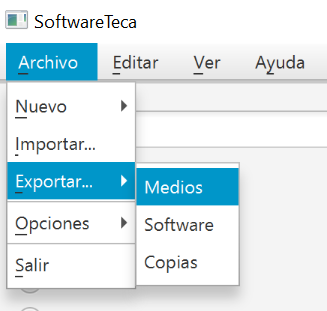 SoftwareTeca
Archivo Editar Ver Ayuda
Nuevo
Importar...
Exportar... Medios
Opciones Software
Salir Copias